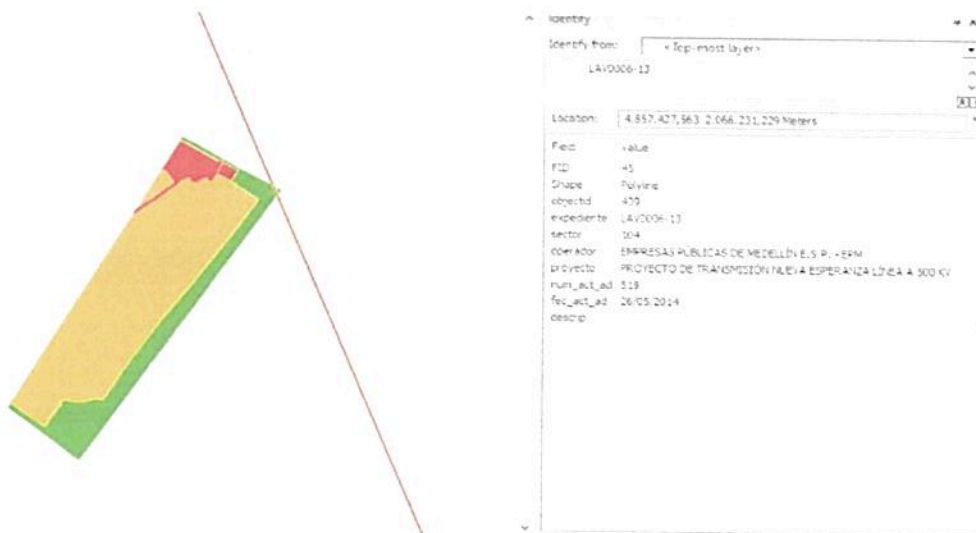 Identify
Identify from: <Top-most layer>
LAV0006-13
Location: 4.857.427,563 2.066.231,229 Meters
Field Value
FID 45
Shape Polyline
objectid 439
expediente LAV0006-13
sector 104
operador EMPRESAS PÚBLICAS DE MEDELLÍN E.S.P. - EPM
proyecto PROYECTO DE TRANSMISIÓN NUEVA ESPERANZA LÍNEA A 500 KV
num_act_ad 519
fec_act_ad 26/05/2014
descrip